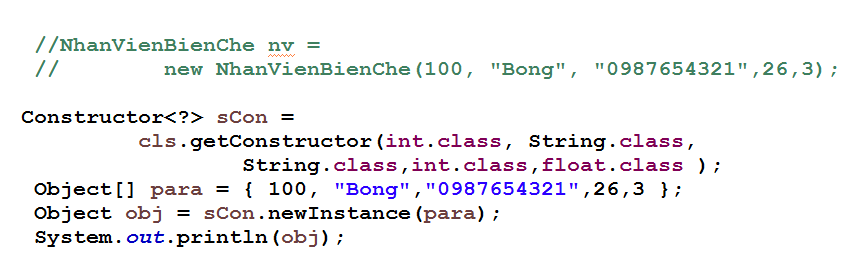 //NhanVienBienChe nv =
// new NhanVienBienChe(100, "Bong", "0987654321",26,3);
Constructor<?> sCon =
cls.getConstructor(int.class, String.class,
String.class,int.class,float.class );
Object[] para = { 100, "Bong","0987654321",26,3 };
Object obj = sCon.newInstance(para);
System.out.println(obj);